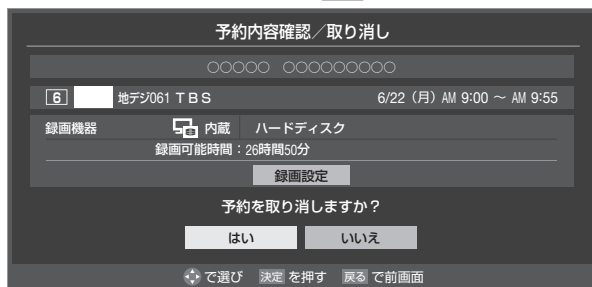 予約内容確認／取り消し
○○○○○ ○○○○○○○○○
6 地デジ061 TBS 6/22（月）AM 9:00 ～ AM 9:55
録画機器 内蔵 ハードディスク
録画可能時間：26時間50分
録画設定
予約を取り消しますか？
はい いいえ
で選び 決定 を押す 戻る で前画面